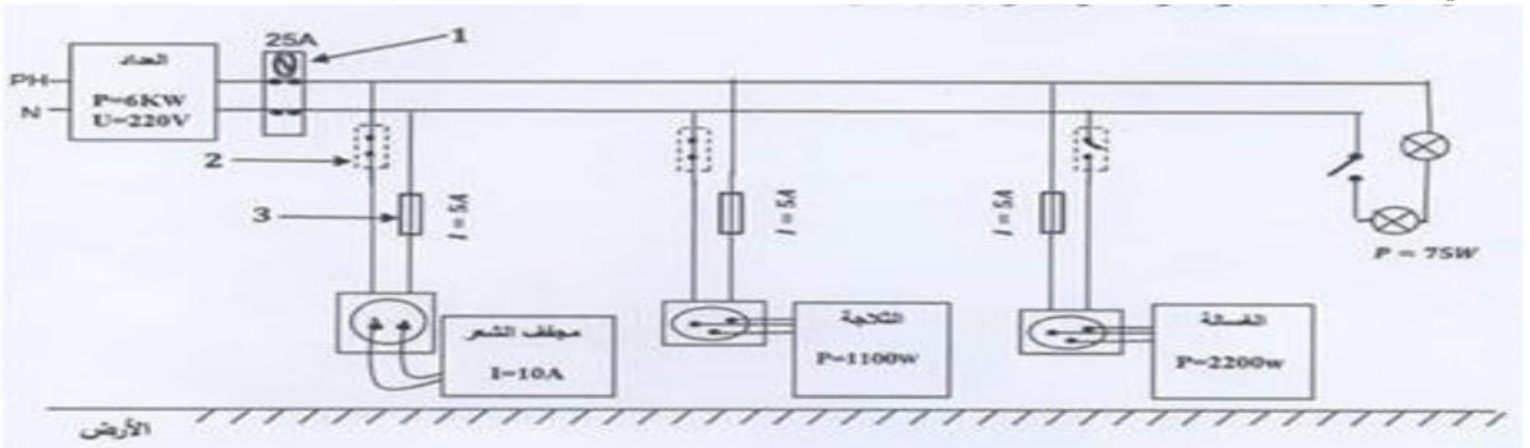 25A
1
PH
N
العداد
P=6KW
U=220V
2
3
I = 5A
I = 5A
I = 5A
P = 75W
مجفف الشعر
I=10A
الثلاجة
P=1100w
الغسالة
P=2200w
الأرض